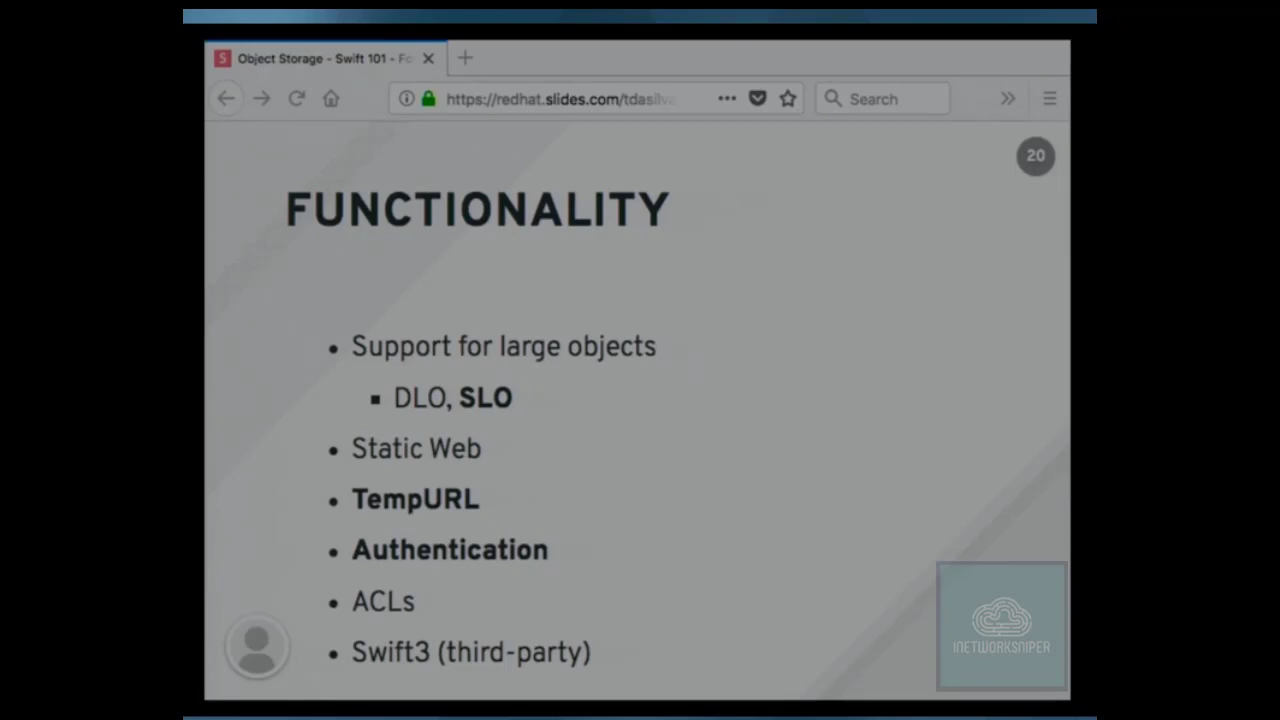 Object Storage - Swift 101 - Fo
https://redhat.slides.com/tdasilva
Search
20
FUNCTIONALITY
Support for large objects
DLO, SLO
Static Web
TempURL
Authentication
ACLs
Swift3 (third-party)
INETWORKSNIPER